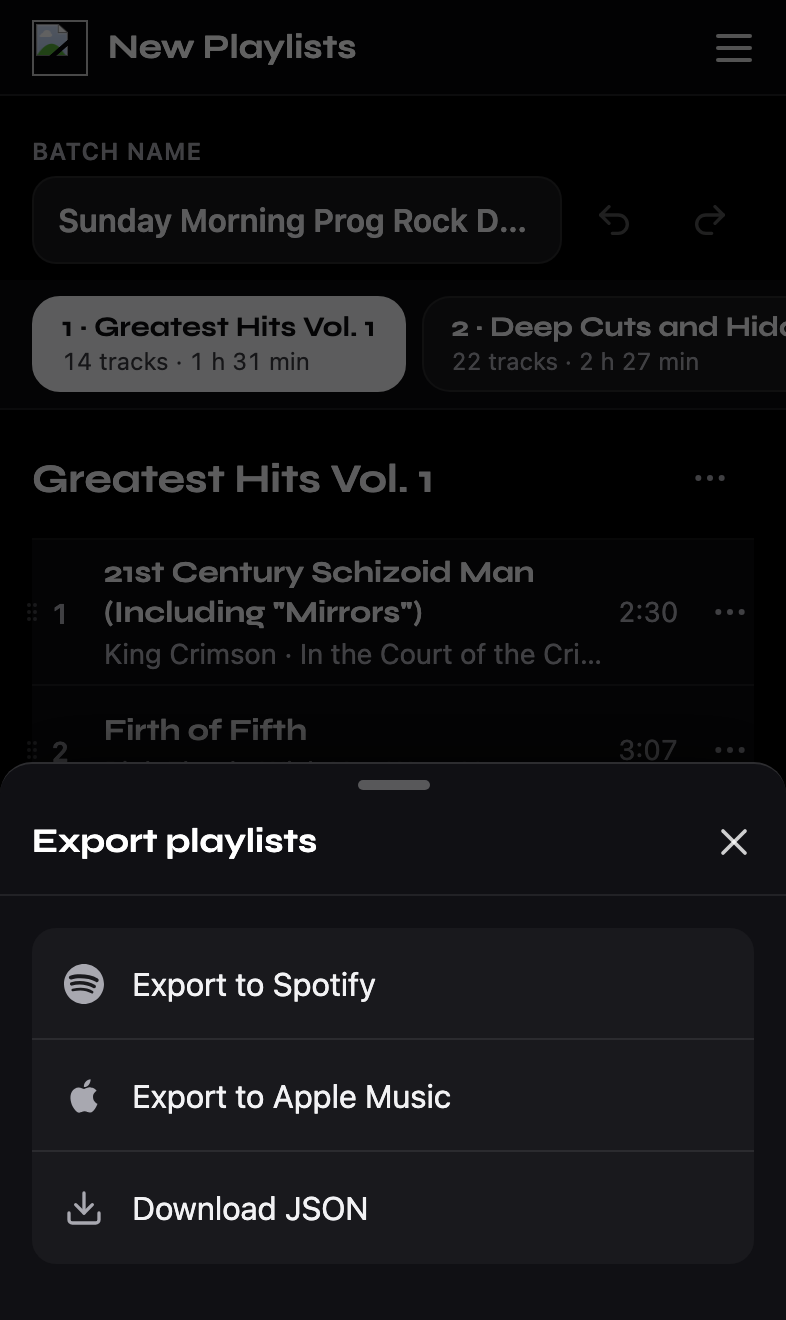 New Playlists
BATCH NAME
Sunday Morning Prog Rock D...
1 · Greatest Hits Vol. 1
14 tracks · 1 h 31 min
2 · Deep Cuts and Hidd
22 tracks · 2 h 27 min
Greatest Hits Vol. 1
1
21st Century Schizoid Man
(Including "Mirrors")
2:30
King Crimson · In the Court of the Cri...
2
Firth of Fifth
3:07
Export playlists
Export to Spotify
Export to Apple Music
Download JSON